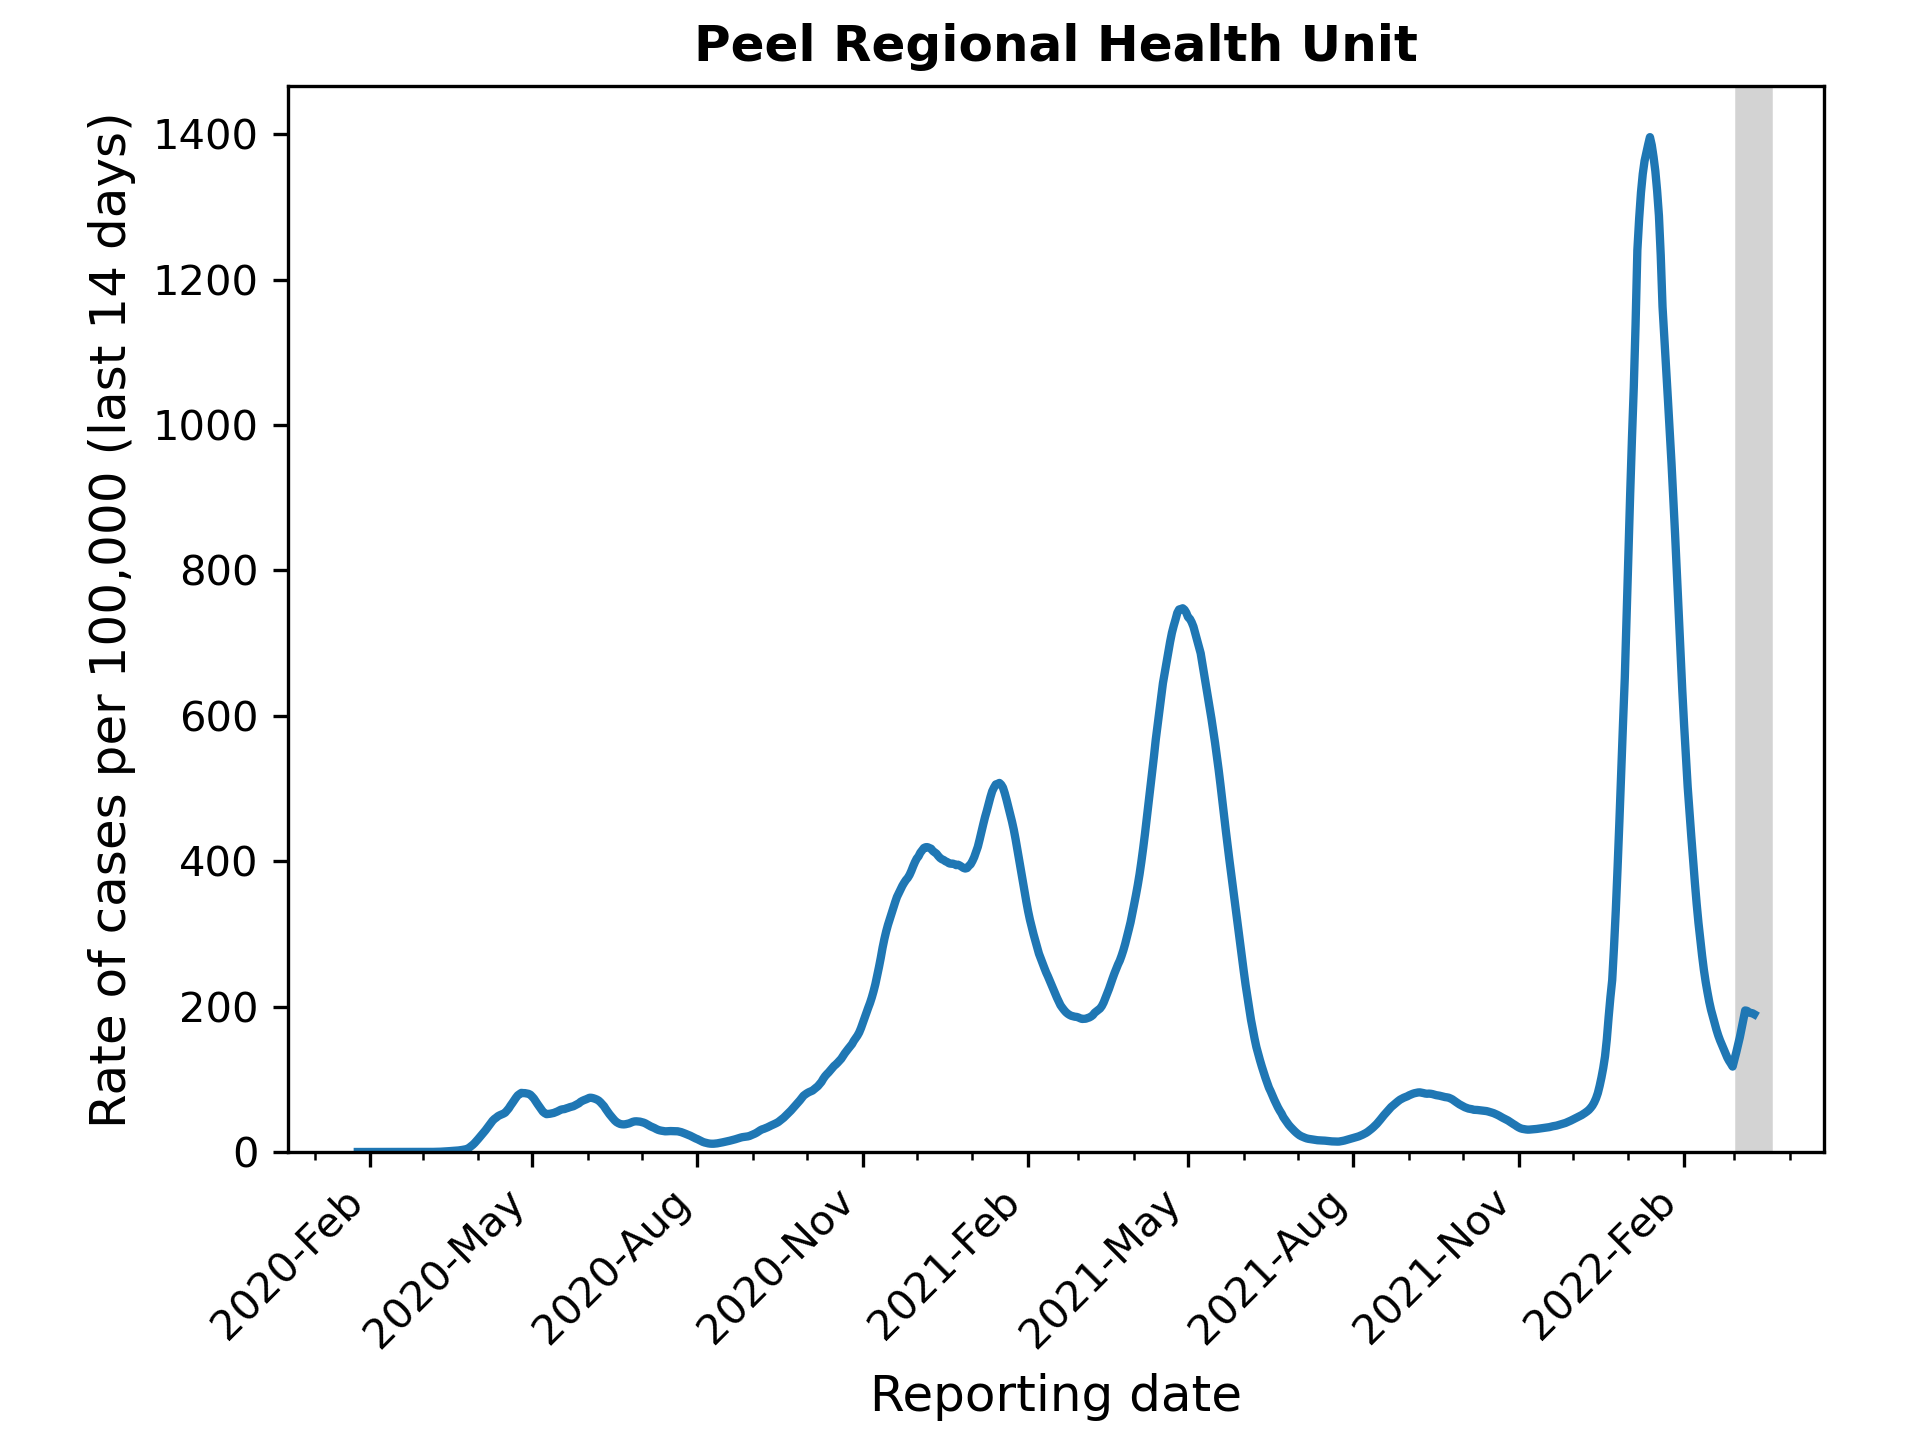 Peel Regional Health Unit
Rate of cases per 100,000 (last 14 days)
1400
1200
1000
800
600
400
200
0
2020-Feb
2020-May
2020-Aug
2020-Nov
2021-Feb
2021-May
2021-Aug
2021-Nov
2022-Feb
Reporting date